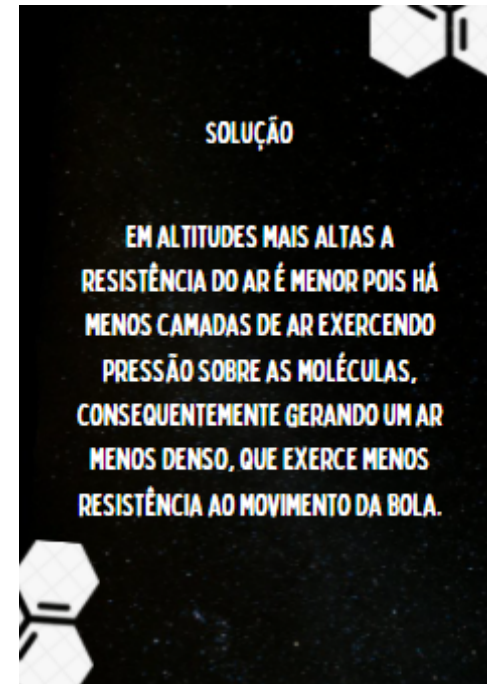 SOLUÇÃO
EM ALTITUDES MAIS ALTAS A
RESISTÊNCIA DO AR É MENOR POIS HÁ
MENOS CAMADAS DE AR EXERCENDO
PRESSÃO SOBRE AS MOLÉCULAS,
CONSEQUENTEMENTE GERANDO UM AR
MENOS DENSO, QUE EXERCE MENOS
RESISTÊNCIA AO MOVIMENTO DA BOLA.